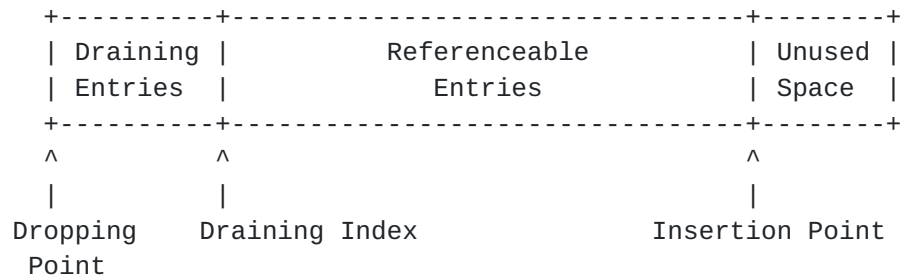 +----------+---------------------------------+--------+
| Draining |          Referenceable          | Unused |
| Entries  |             Entries             | Space  |
+----------+---------------------------------+--------+
^          ^                                 ^
|          |                                 |
Dropping    Draining Index               Insertion Point
Point